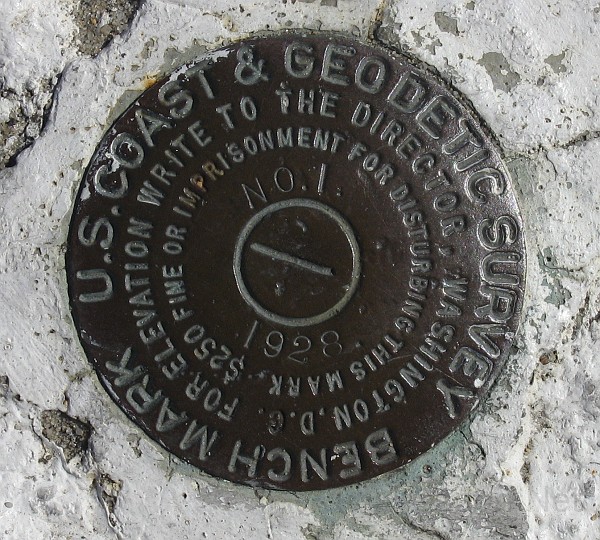 U.S. COAST & GEODETIC SURVEY
BENCH MARK
FOR ELEVATION WRITE TO THE DIRECTOR, WASHINGTON, D.C.
$250 FINE OR IMPRISONMENT FOR DISTURBING THIS MARK.
NO. 1
1928